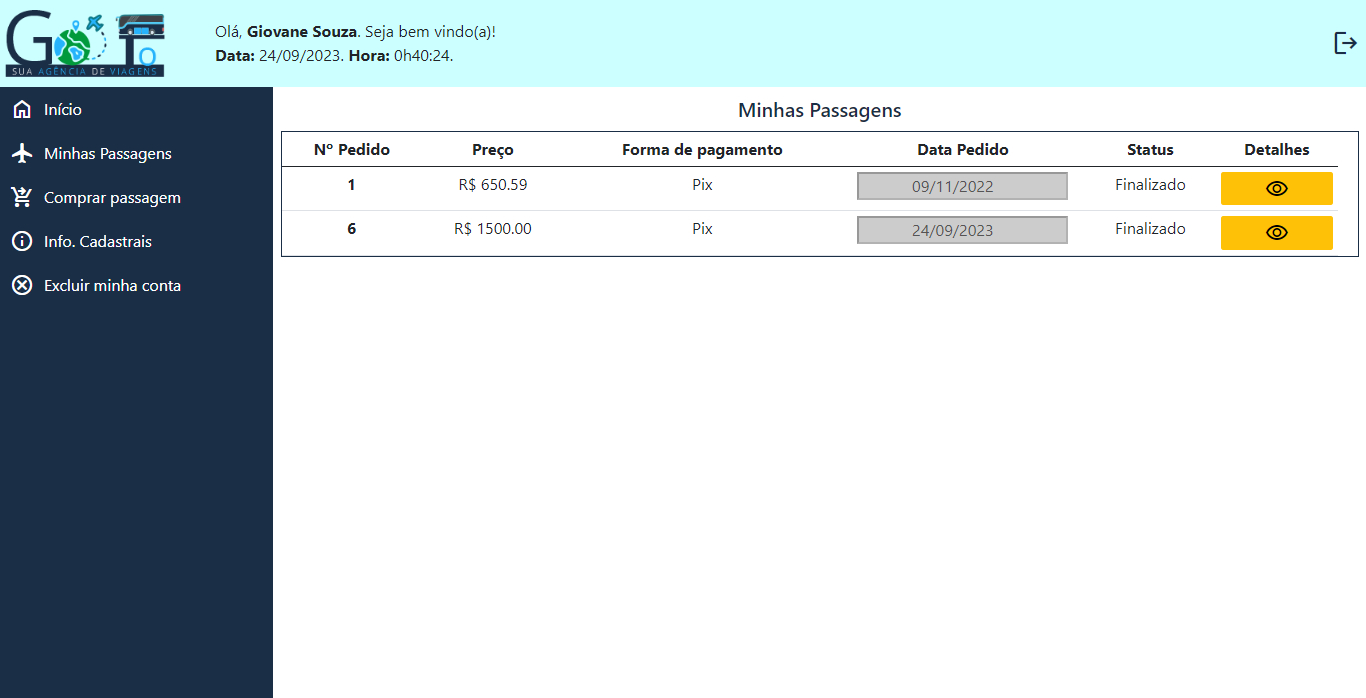 Go To
SUA AGÊNCIA DE VIAGENS
Olá, Giovane Souza. Seja bem vindo(a)!
Data: 24/09/2023. Hora: 0h40:24.
Início
Minhas Passagens
Comprar passagem
Info. Cadastrais
Excluir minha conta
Minhas Passagens
Nº Pedido Preço Forma de pagamento Data Pedido Status Detalhes
1 R$ 650.59 Pix 09/11/2022 Finalizado
6 R$ 1500.00 Pix 24/09/2023 Finalizado